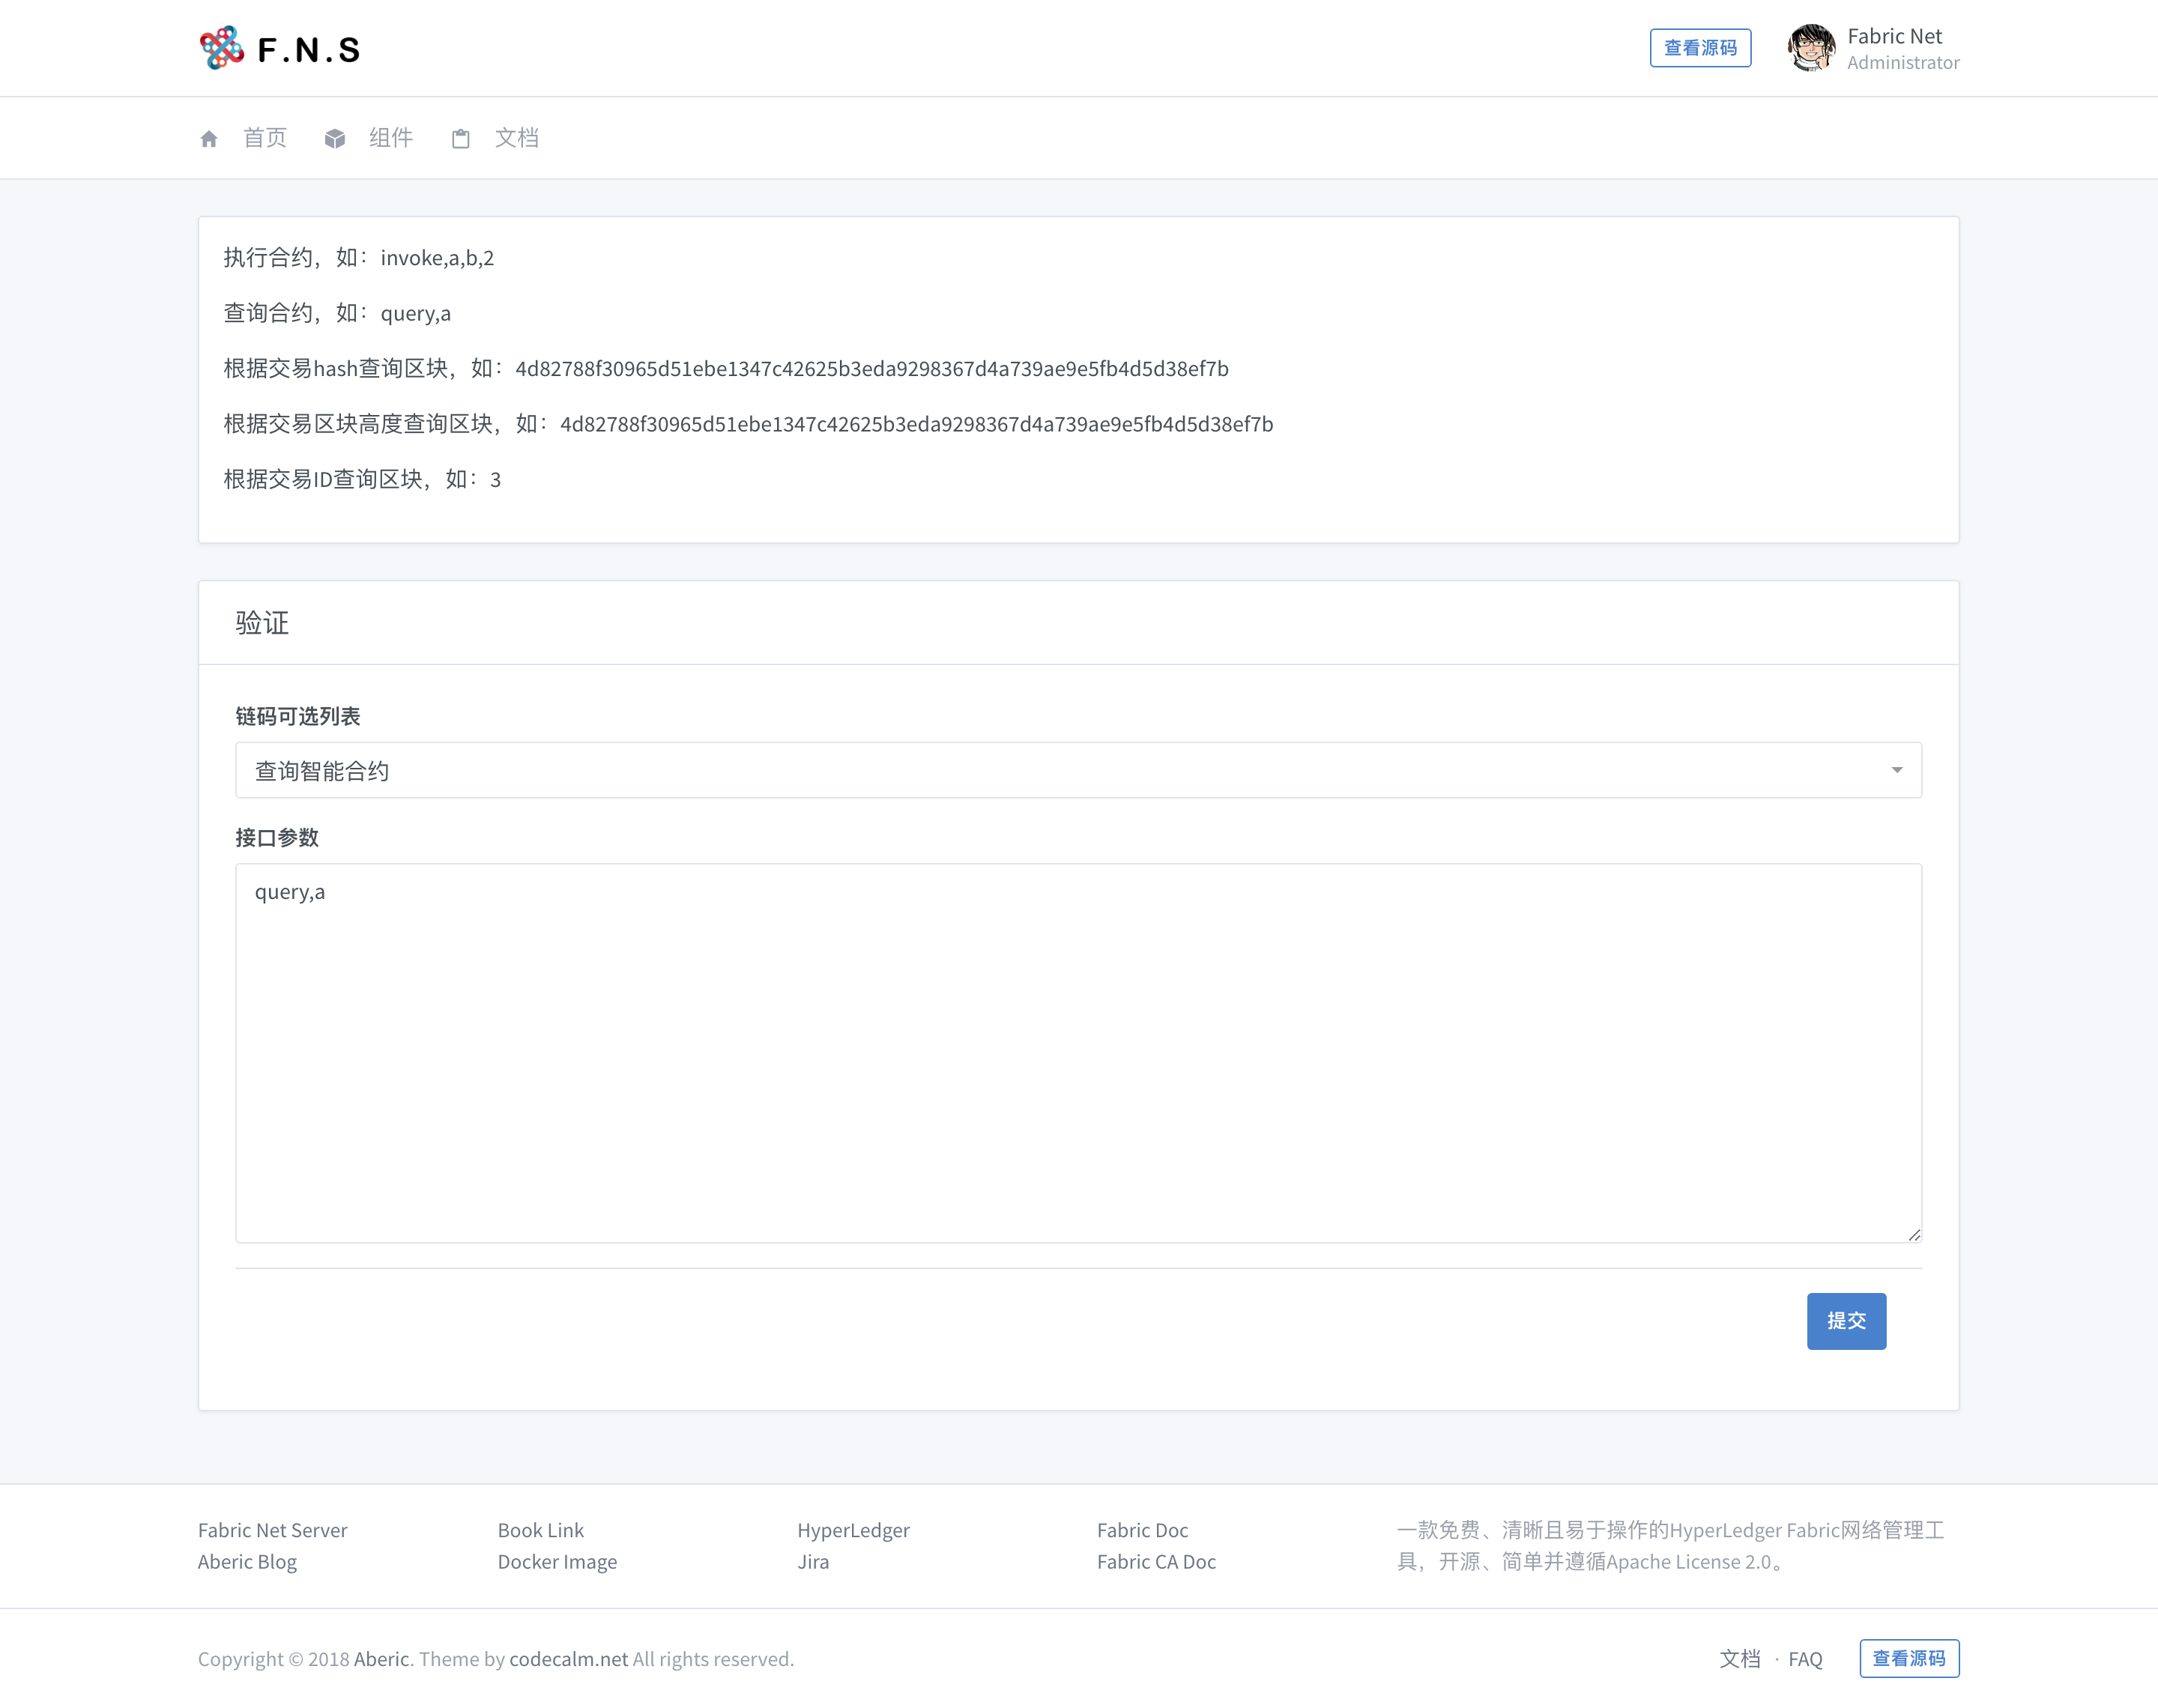 F.N.S
查看源码
Fabric Net
Administrator
首页
组件
文档
执行合约，如：invoke,a,b,2
查询合约，如：query,a
根据交易hash查询区块，如：4d82788f30965d51ebe1347c42625b3eda9298367d4a739ae9e5fb4d5d38ef7b
根据交易区块高度查询区块，如：4d82788f30965d51ebe1347c42625b3eda9298367d4a739ae9e5fb4d5d38ef7b
根据交易ID查询区块，如：3
验证
链码可选列表
查询智能合约
接口参数
query,a
提交
Fabric Net Server
Aberic Blog
Book Link
Docker Image
HyperLedger
Jira
Fabric Doc
Fabric CA Doc
一款免费、清晰且易于操作的HyperLedger Fabric网络管理工
具，开源、简单并遵循Apache License 2.0。
Copyright © 2018 Aberic. Theme by codecalm.net All rights reserved.
文档 · FAQ
查看源码